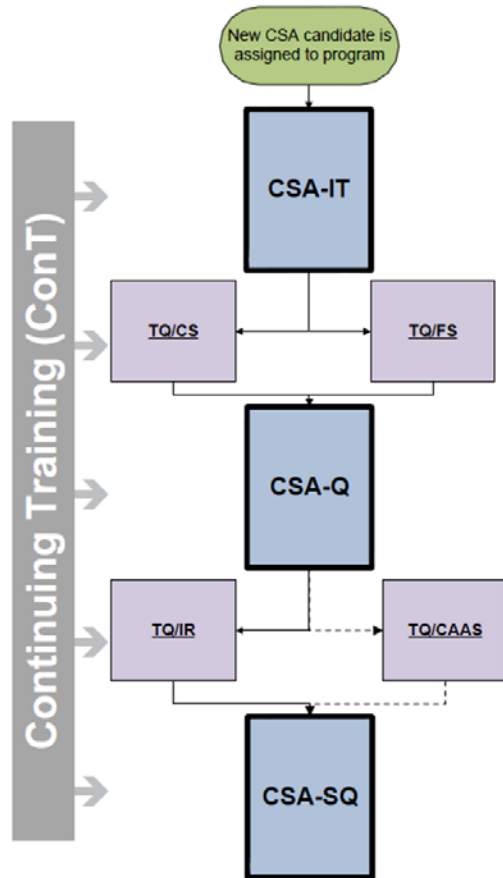 New CSA candidate is
assigned to program
Continuing Training (ConT)
CSA-IT
TQ/CS
TQ/FS
CSA-Q
TQ/IR
TQ/CAAS
CSA-SQ